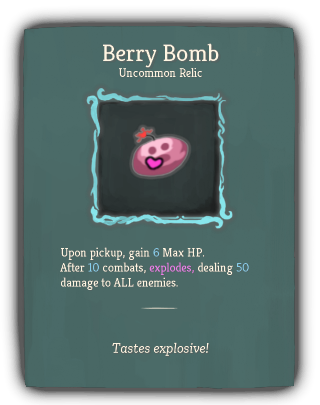 Berry Bomb
Uncommon Relic
Upon pickup, gain 6 Max HP.
After 10 combats, explodes, dealing 50
damage to ALL enemies.
Tastes explosive!